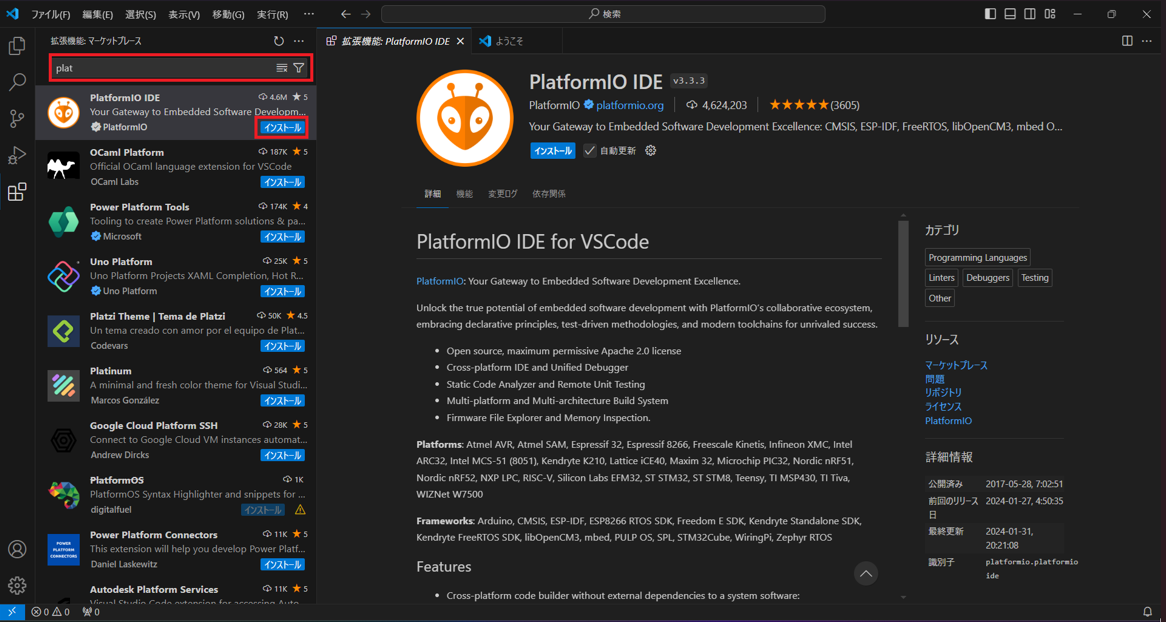 ファイル(F) 編集(E) 選択(S) 表示(V) 移動(G) 実行(R) ···
検索
拡張機能: マーケットプレース
plat
PlatformIO IDE 4.6M 5
Your Gateway to Embedded Software Developm...
PlatformIO インストール
OCaml Platform 187K 5
Official OCaml language extension for VSCode
OCaml Labs インストール
Power Platform Tools 174K 4
Tooling to create Power Platform solutions & pa...
Microsoft インストール
Uno Platform 25K 5
Uno Platform Projects XAML Completion, Hot R...
Uno Platform インストール
Platzi Theme | Tema de Platzi 50K 4.5
Un tema creado con amor por el equipo de Plat...
Codevars インストール
Platinum 564 5
A minimal and fresh color theme for Visual Studi...
Marcos González インストール
Google Cloud Platform SSH 28K 5
Connect to Google Cloud VM instances automat...
Andrew Dircks インストール
PlatformOS 1K
PlatformOS Syntax Highlighter and snippets for ...
digitalfuel インストール
POWER PLATFORM CONNECTORS
Power Platform Connectors 11K 5
This extension will help you develop Power Platf...
Daniel Laskewitz インストール
Autodesk Platform Services 11K 5
Visual Studio Code extension for accessing Auto...
拡張機能: PlatformIO IDE ようこそ
PlatformIO IDE v3.3.3
PlatformIO platformio.org 4,624,203 (3605)
Your Gateway to Embedded Software Development Excellence: CMSIS, ESP-IDF, FreeRTOS, libOpenCM3, mbed O...
インストール 自動更新
詳細 機能 変更ログ 依存関係
PlatformIO IDE for VSCode
PlatformIO: Your Gateway to Embedded Software Development Excellence.
Unlock the true potential of embedded software development with PlatformIO's collaborative ecosystem,
embracing declarative principles, test-driven methodologies, and modern toolchains for unrivaled success.
• Open source, maximum permissive Apache 2.0 license
• Cross-platform IDE and Unified Debugger
• Static Code Analyzer and Remote Unit Testing
• Multi-platform and Multi-architecture Build System
• Firmware File Explorer and Memory Inspection.
Platforms: Atmel AVR, Atmel SAM, Espressif 32, Espressif 8266, Freescale Kinetis, Infineon XMC, Intel
ARC32, Intel MCS-51 (8051), Kendryte K210, Lattice iCE40, Maxim 32, Microchip PIC32, Nordic nRF51,
Nordic nRF52, NXP LPC, RISC-V, Silicon Labs EFM32, ST STM32, ST STM8, Teensy, TI MSP430, TI Tiva,
WIZNet W7500
Frameworks: Arduino, CMSIS, ESP-IDF, ESP8266 RTOS SDK, Freedom E SDK, Kendryte Standalone SDK,
Kendryte FreeRTOS SDK, libOpenCM3, mbed, PULP OS, SPL, STM32Cube, WiringPi, Zephyr RTOS
Features
• Cross-platform code builder without external dependencies to a system software:
カテゴリ
Programming Languages
Linters Debuggers Testing
Other
リソース
マーケットプレース
問題
リポジトリ
ライセンス
PlatformIO
詳細情報
公開済み 2017-05-28, 7:02:51
前回のリリース日 2024-01-27, 4:50:35
最終更新 2024-01-31, 20:21:08
識別子 platformio.platformio
ide
0 0 0